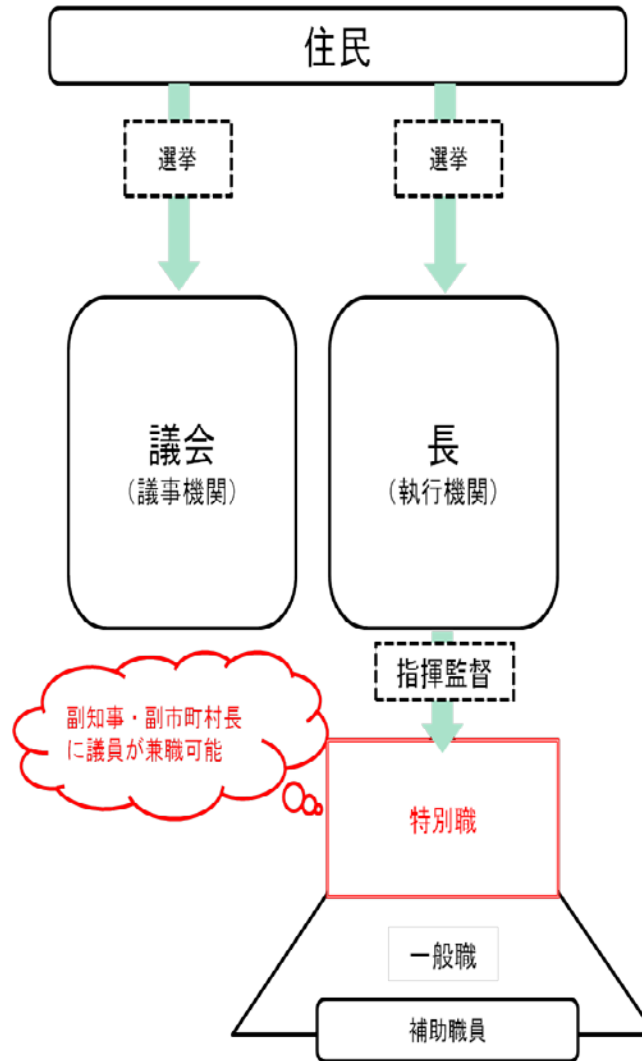 住民
選挙
選挙
議会
（議事機関）
長
（執行機関）
指揮監督
副知事・副市町村長
に議員が兼職可能
特別職
一般職
補助職員